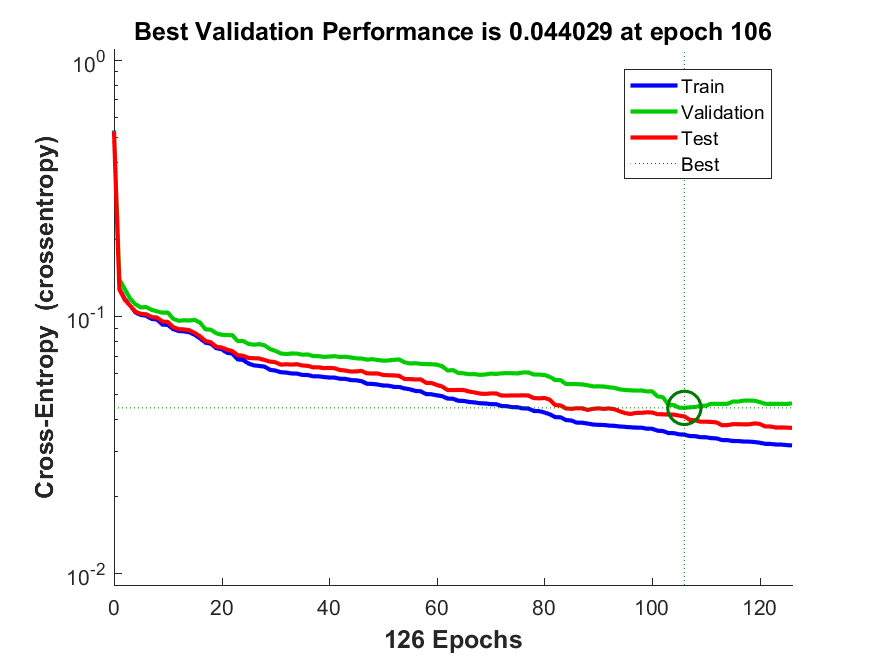 Best Validation Performance is 0.044029 at epoch 106
10^0
10^-1
10^-2
Cross-Entropy (crossentropy)
Train
Validation
Test
Best
0 20 40 60 80 100 120
126 Epochs